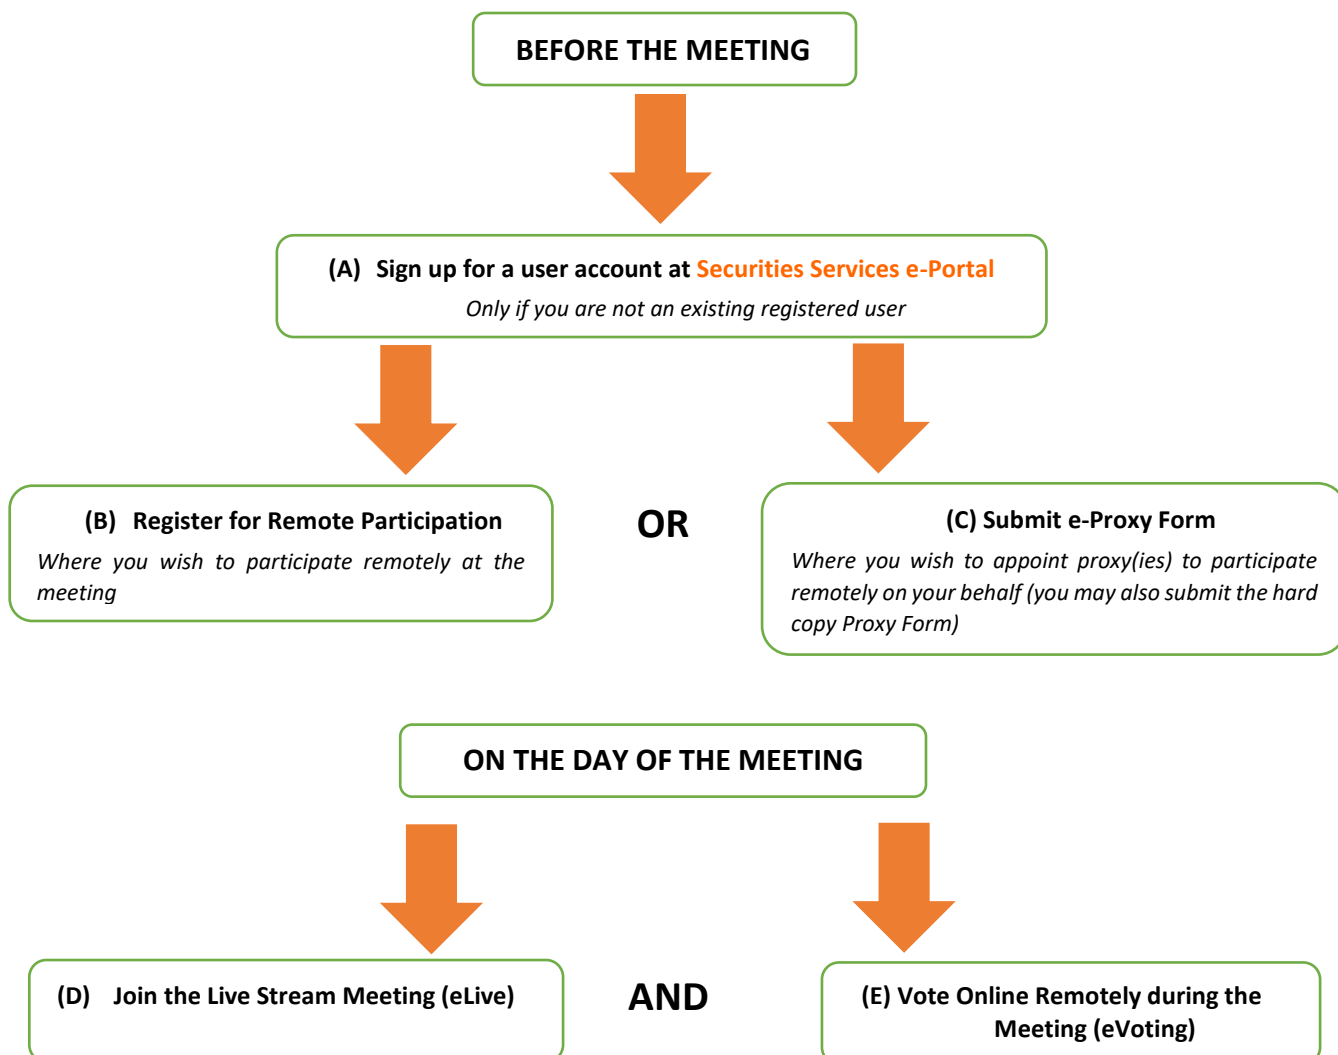 BEFORE THE MEETING
(A) Sign up for a user account at Securities Services e-Portal
Only if you are not an existing registered user
(B) Register for Remote Participation
Where you wish to participate remotely at the
meeting
OR
(C) Submit e-Proxy Form
Where you wish to appoint proxy(ies) to participate
remotely on your behalf (you may also submit the hard
copy Proxy Form)
ON THE DAY OF THE MEETING
(D) Join the Live Stream Meeting (eLive)
AND
(E) Vote Online Remotely during the
Meeting (eVoting)